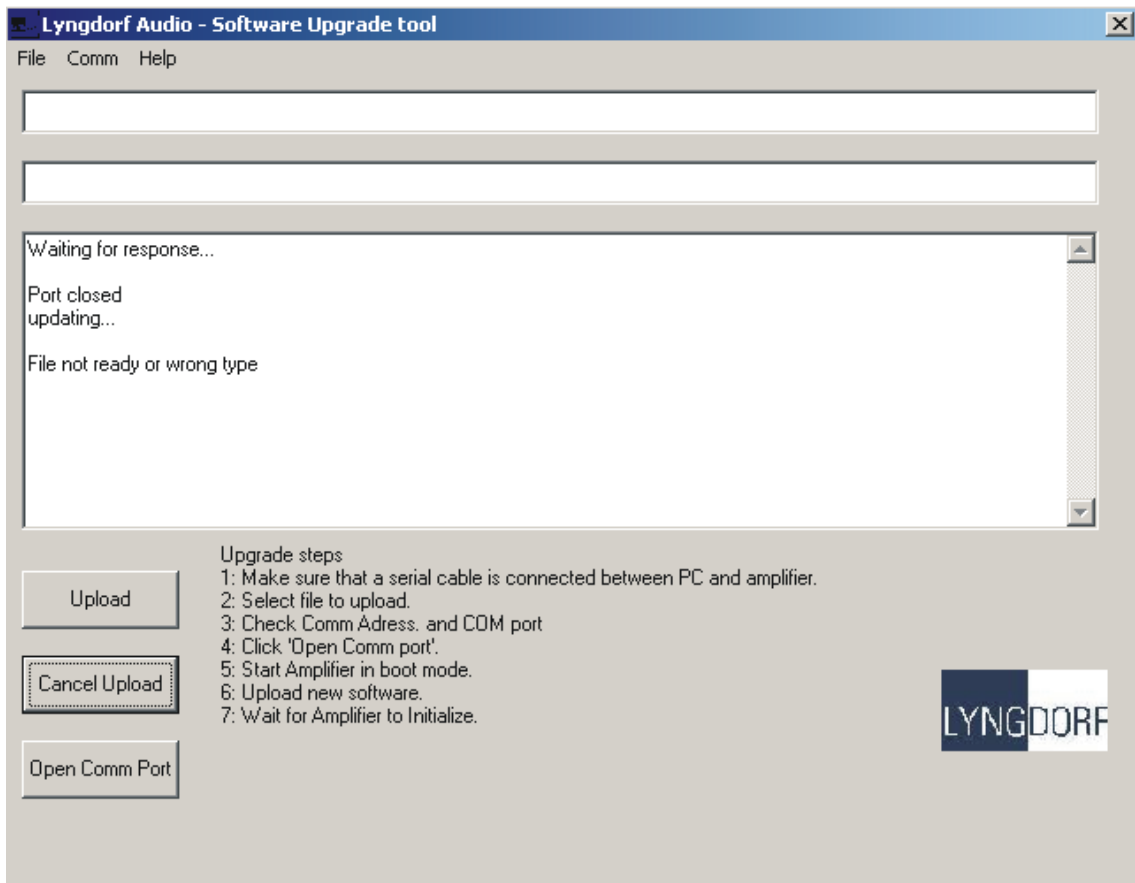 Lyngdorf Audio - Software Upgrade tool
File Comm Help
Waiting for response...
Port closed
updating...
File not ready or wrong type
Upgrade steps
1: Make sure that a serial cable is connected between PC and amplifier.
2: Select file to upload.
3: Check Comm Adress. and COM port
4: Click 'Open Comm port'.
5: Start Amplifier in boot mode.
6: Upload new software.
7: Wait for Amplifier to Initialize.
Upload
Cancel Upload
Open Comm Port
LYNGDORF